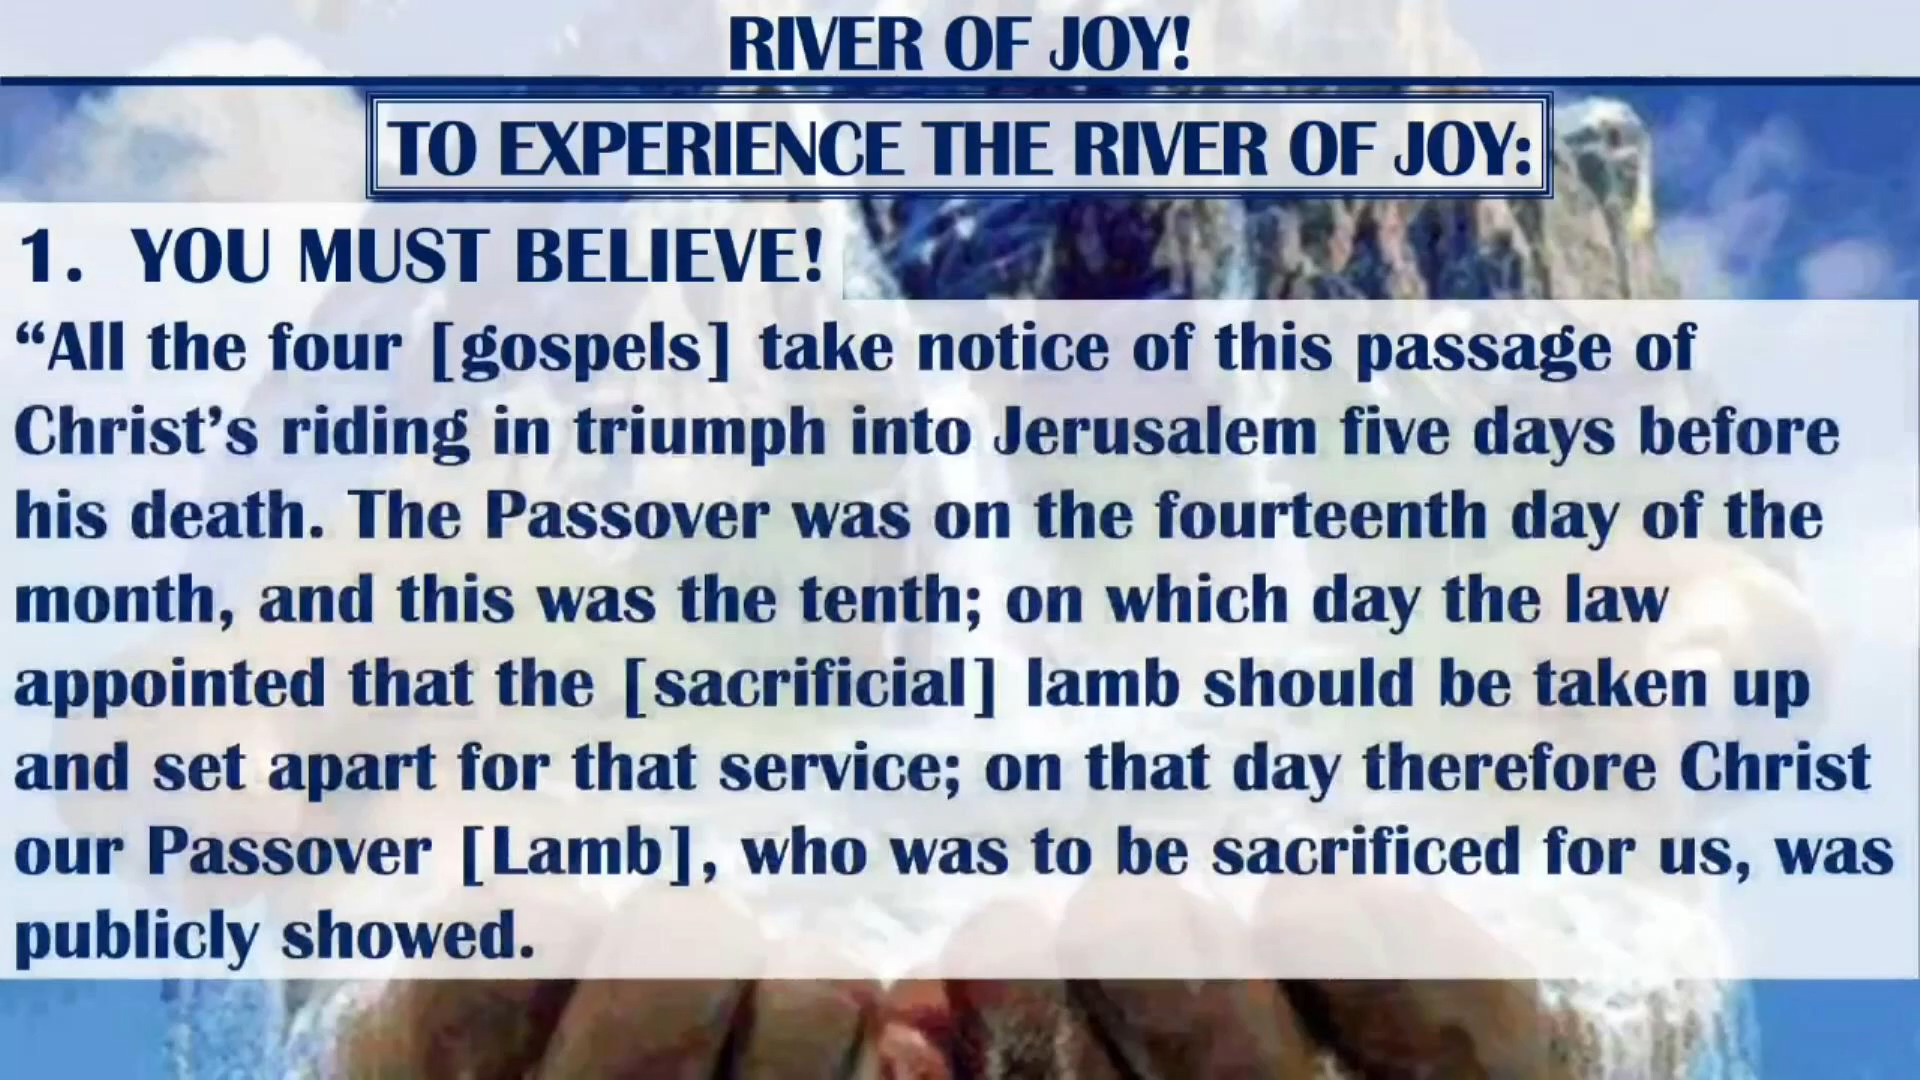 RIVER OF JOY!
TO EXPERIENCE THE RIVER OF JOY:
1. YOU MUST BELIEVE!
“All the four [gospels] take notice of this passage of
Christ’s riding in triumph into Jerusalem five days before
his death. The Passover was on the fourteenth day of the
month, and this was the tenth; on which day the law
appointed that the [sacrificial] lamb should be taken up
and set apart for that service; on that day therefore Christ
our Passover [Lamb], who was to be sacrificed for us, was
publicly showed.